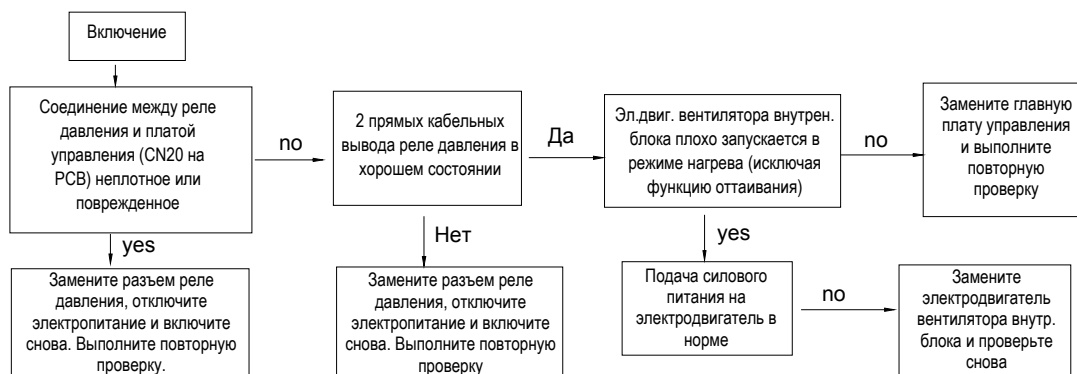 Включение
Соединение между реле
давления и платой
управления (CN20 на
PCB) неплотное или
поврежденное
no
2 прямых кабельных
вывода реле давления в
хорошем состоянии
Да
Эл.двиг. вентилятора внутрен.
блока плохо запускается в
режиме нагрева (исключая
функцию оттаивания)
no
Замените главную
плату управления
и выполните
повторную
проверку
yes
Замените разъем реле
давления, отключите
электропитание и включите
снова. Выполните повторную
проверку.
Нет
Замените разъем реле
давления, отключите
электропитание и включите
снова. Выполните повторную
проверку
yes
Подача силового
питания на
электродвигатель в
норме
no
Замените
электродвигатель
вентилятора внутр.
блока и проверьте
снова